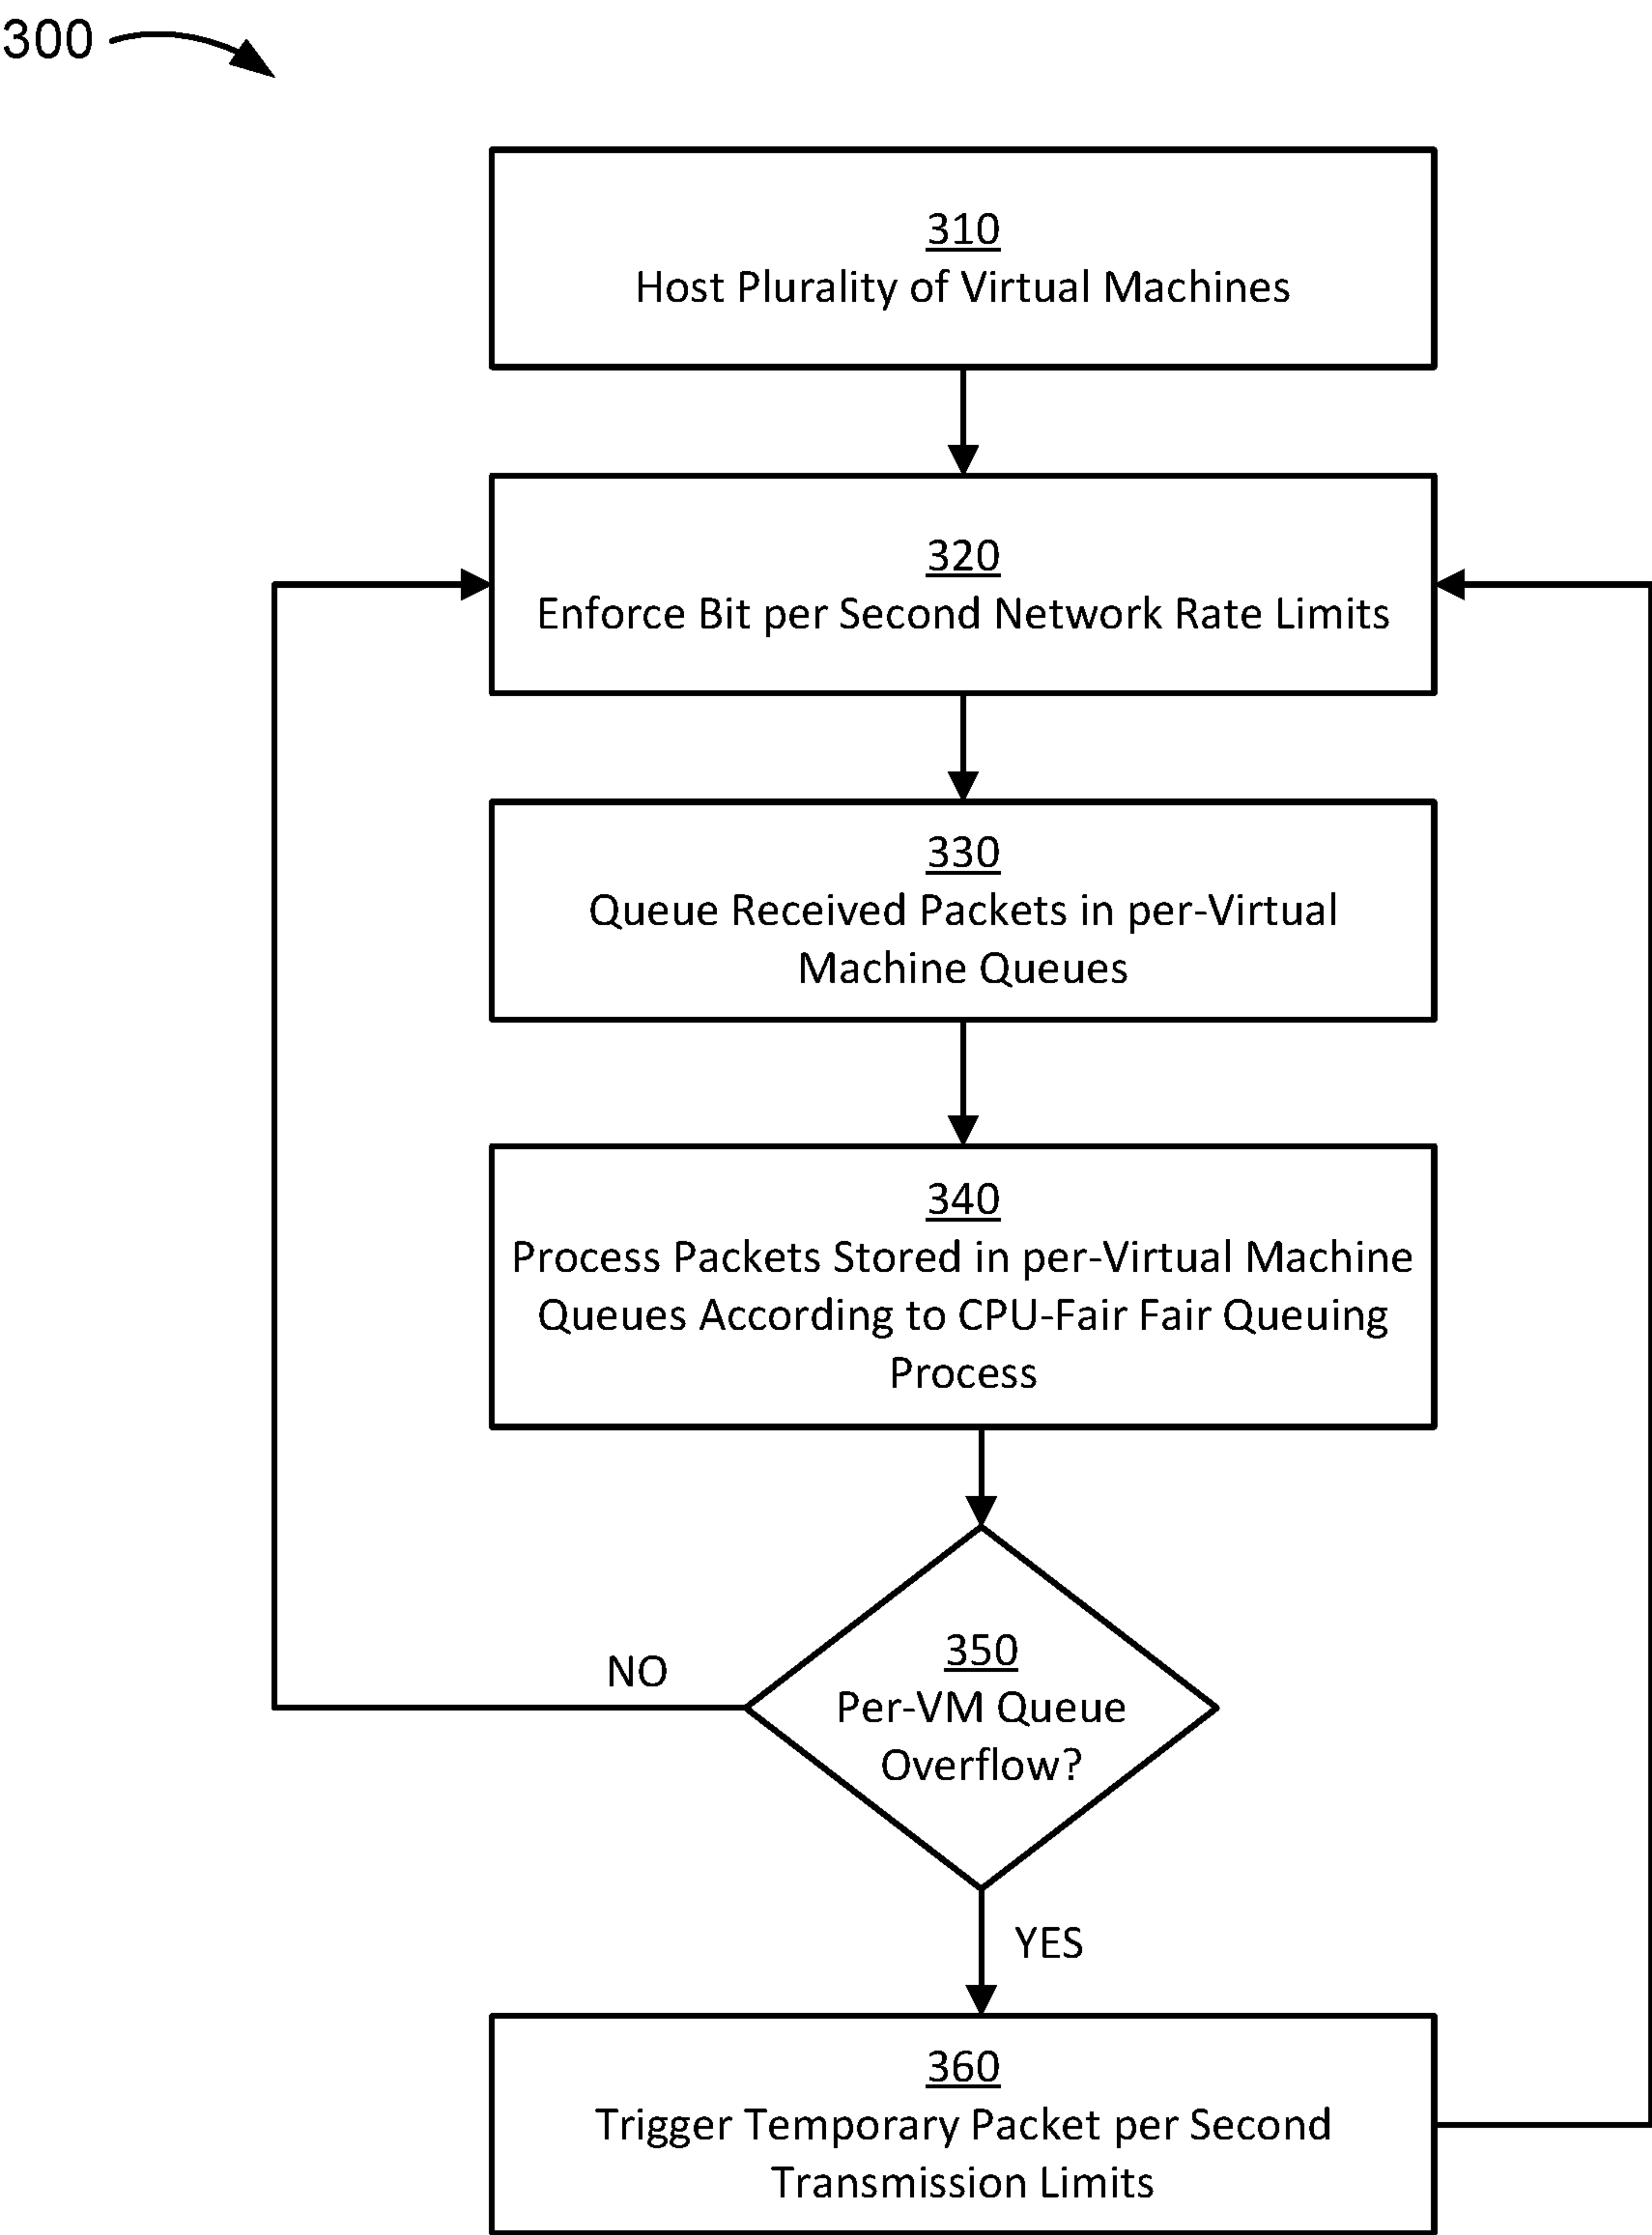 300
310
Host Plurality of Virtual Machines
320
Enforce Bit per Second Network Rate Limits
330
Queue Received Packets in per-Virtual
Machine Queues
340
Process Packets Stored in per-Virtual Machine
Queues According to CPU-Fair Fair Queuing
Process
350
Per-VM Queue
Overflow?
NO
YES
360
Trigger Temporary Packet per Second
Transmission Limits